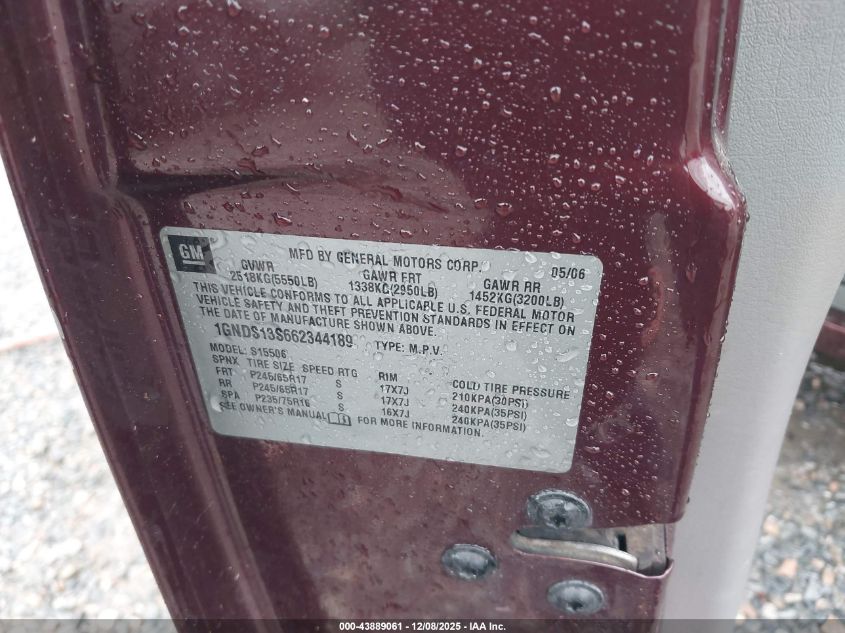 GM
MFD BY GENERAL MOTORS CORP. 05/06
GVWR GAWR FRT GAWR RR
2518KG(5550LB) 1338KG(2950LB) 1452KG(3200LB)
THIS VEHICLE CONFORMS TO ALL APPLICABLE U.S. FEDERAL MOTOR
VEHICLE SAFETY AND THEFT PREVENTION STANDARDS IN EFFECT ON
THE DATE OF MANUFACTURE SHOWN ABOVE.
1GNDS13S662344189 TYPE: M.P.V.
MODEL: S15506
SPNX TIRE SIZE SPEED RTG RIM COLD TIRE PRESSURE
FRT P245/65R17 S 17X7J 210KPA(30PSI)
RR P245/65R17 S 17X7J 240KPA(35PSI)
SPA P235/75R16 S 16X7J 240KPA(35PSI)
SEE OWNER'S MANUAL FOR MORE INFORMATION.
000-43889061 - 12/08/2025 - IAA Inc.